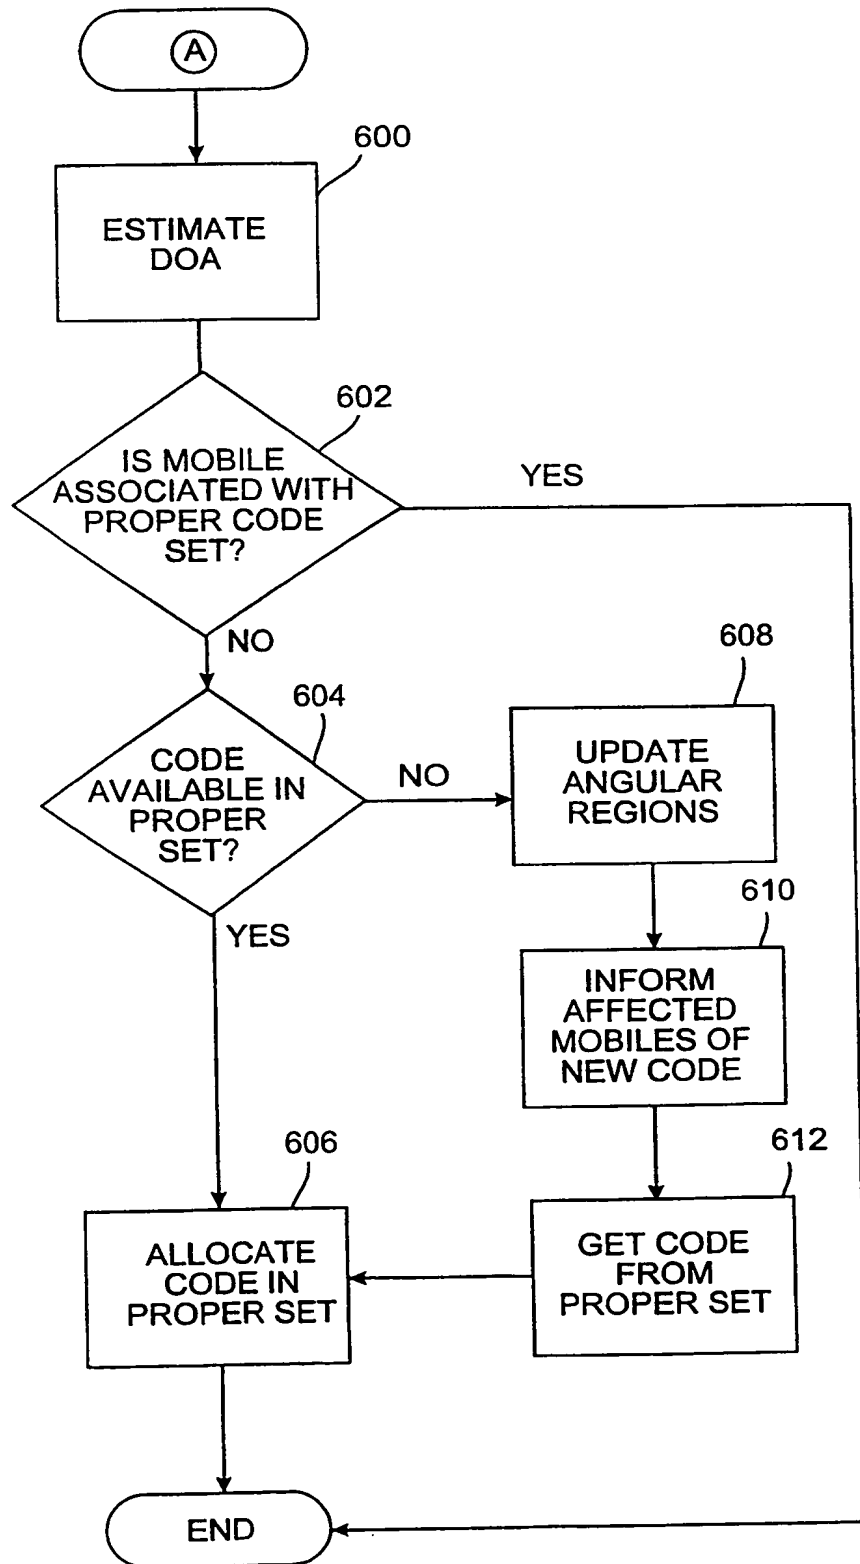 A
600
ESTIMATE
DOA
602
IS MOBILE
ASSOCIATED WITH
PROPER CODE
SET?
YES
NO
604
CODE
AVAILABLE IN
PROPER
SET?
NO
608
UPDATE
ANGULAR
REGIONS
YES
610
INFORM
AFFECTED
MOBILES OF
NEW CODE
606
ALLOCATE
CODE IN
PROPER SET
612
GET CODE
FROM
PROPER SET
END